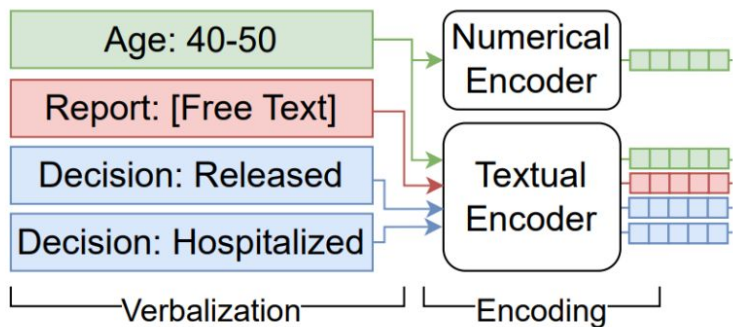 Age: 40-50
Report: [Free Text]
Decision: Released
Decision: Hospitalized
Numerical
Encoder
Textual
Encoder
Verbalization
Encoding